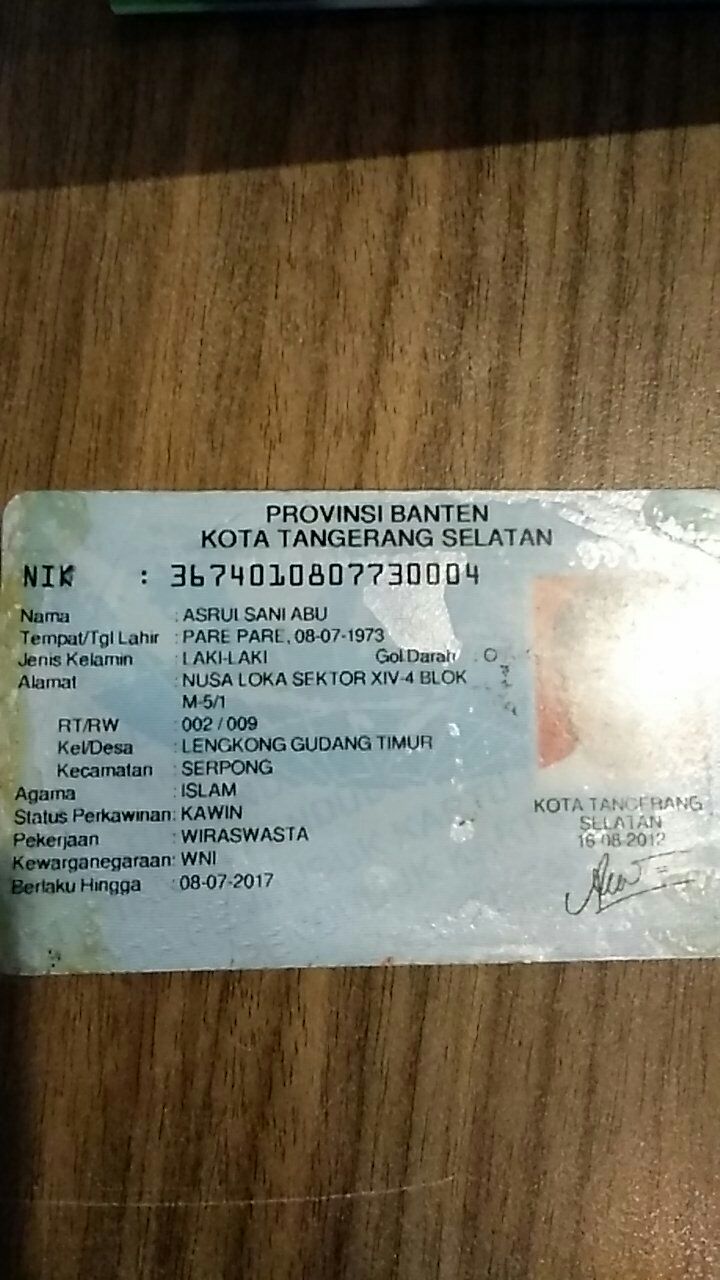 PROVINSI BANTEN
KOTA TANGERANG SELATAN
NIK : 3674010807730004
Nama : ASRUL SANI ABU
Tempat/Tgl Lahir : PARE PARE, 08-07-1973
Jenis Kelamin : LAKI-LAKI Gol.Darah : O
Alamat : NUSA LOKA SEKTOR XIV-4 BLOK
M-5/1
RT/RW : 002 / 009
Kel/Desa : LENGKONG GUDANG TIMUR
Kecamatan : SERPONG
Agama : ISLAM
Status Perkawinan: KAWIN
Pekerjaan : WIRASWASTA
Kewarganegaraan: WNI
Berlaku Hingga : 08-07-2017
KOTA TANGERANG
SELATAN
16-08-2012